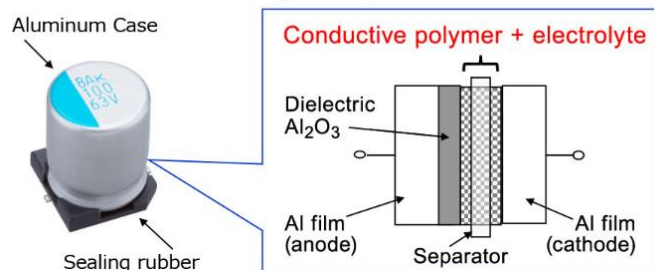 Aluminum Case
BAK
100
63V
Sealing rubber
Conductive polymer + electrolyte
Dielectric
Al₂O₃
Al film
(anode)
Separator
Al film
(cathode)